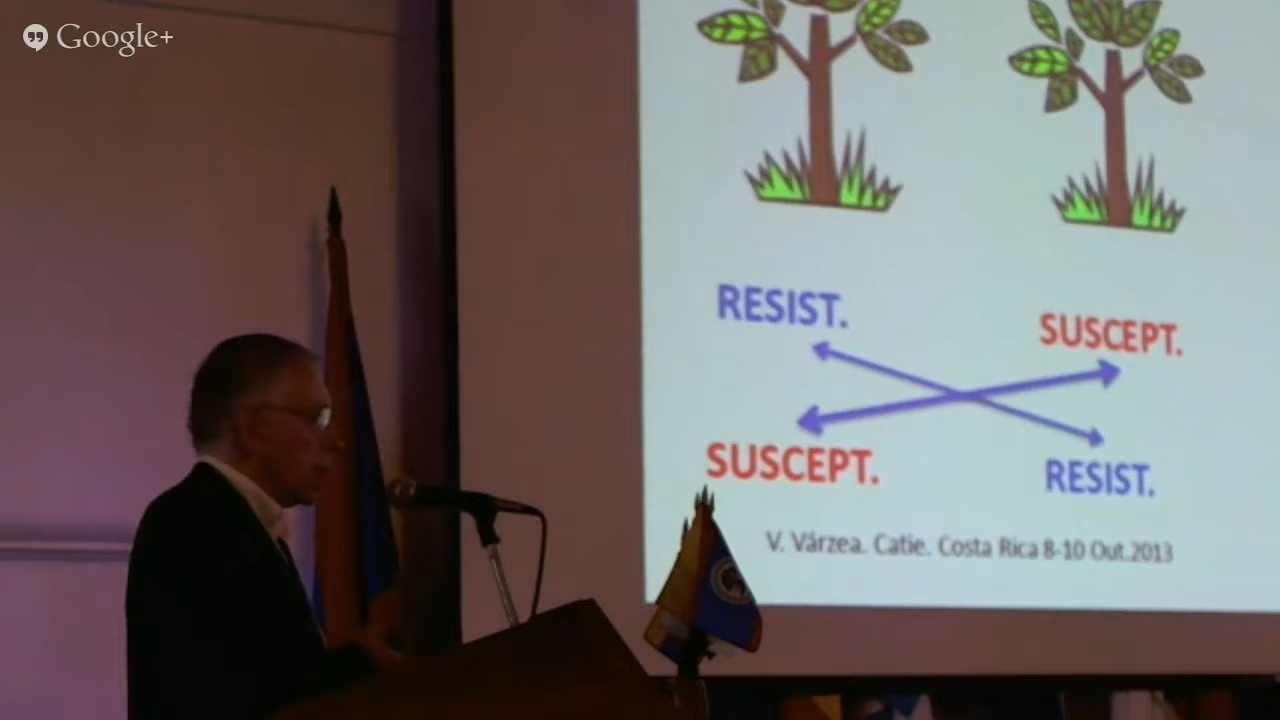 Google+
RESIST.
SUSCEPT.
SUSCEPT.
RESIST.
V. Várzea. Catie. Costa Rica 8-10 Out.2013